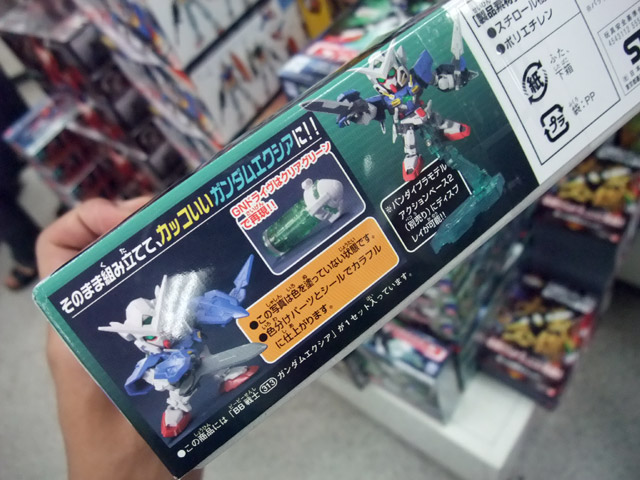 そのまま組み立てて、カッコいいガンダムエクシアに!!
GNドライヴはクリアグリーン
で再現!!
●この写真は色を塗っていない状態です。
●色分けパーツとシールでカラフル
に仕上がります。
●この商品には「BB戦士 313 ガンダムエクシア」が1セット入っています。
※バンダイプラモデル
アクションベース2
(別売り)にディスプ
レイが可能!!
●スチロール
●ポリエチレン
紙
ふた・
下箱
プラ
袋・PP